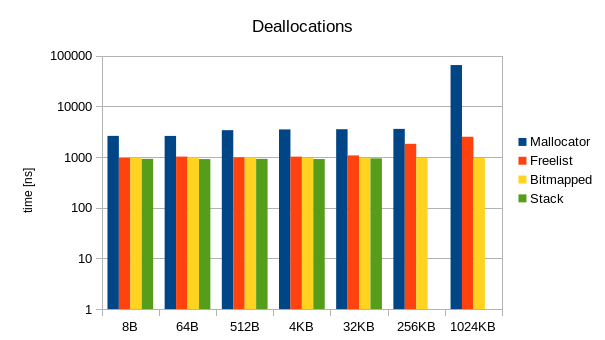 Deallocations
100000
10000
1000
100
10
1
time [ns]
8B 64B 512B 4KB 32KB 256KB 1024KB
Mallocator
Freelist
Bitmapped
Stack